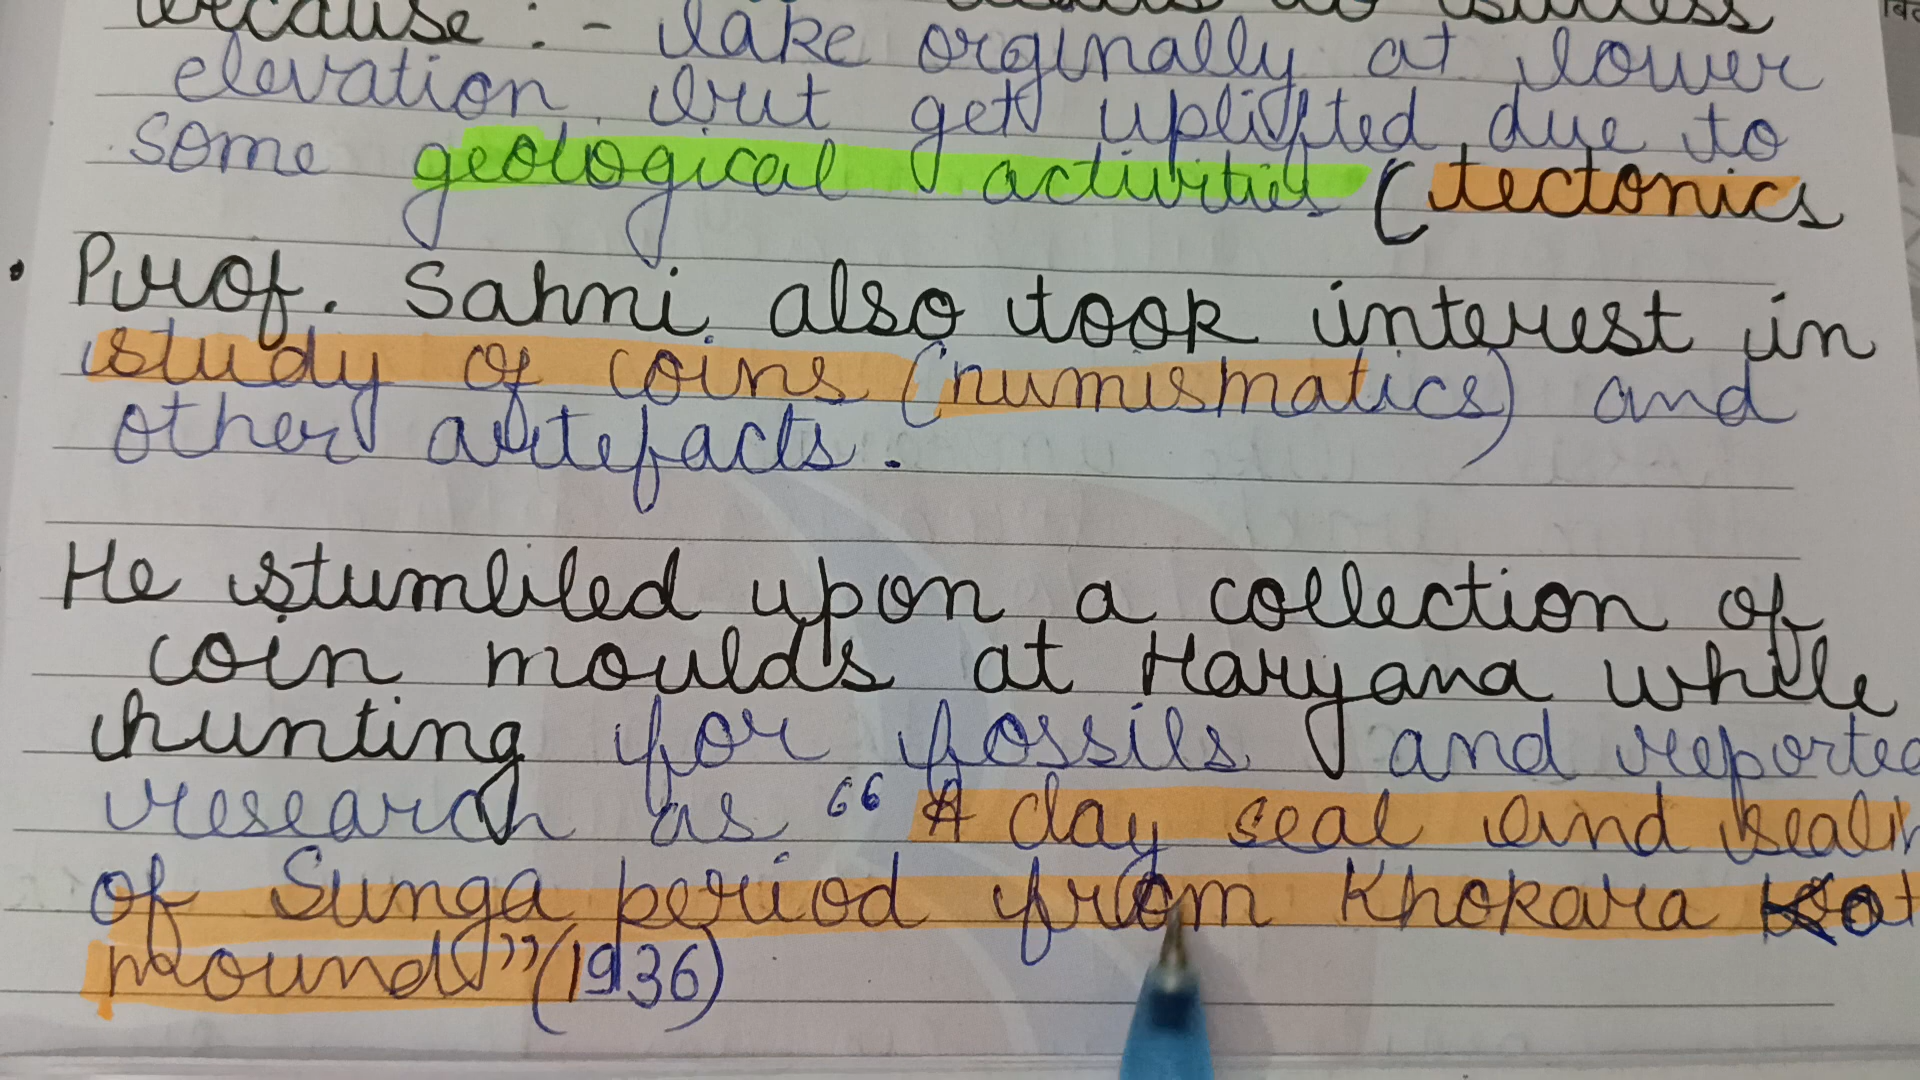 because : - lake orginally at lower
elevation but get uplifted due to
some geological activities (tectonics
• Prof. Sahni also took interest in
study of coins (numismatics) and
other artefacts.
He stumbled upon a collection of
coin moulds at Haryana while
hunting for fossils and reported
research as “A clay seal and sealin
of Sunga period from Khokara Kot
mound” (1936)